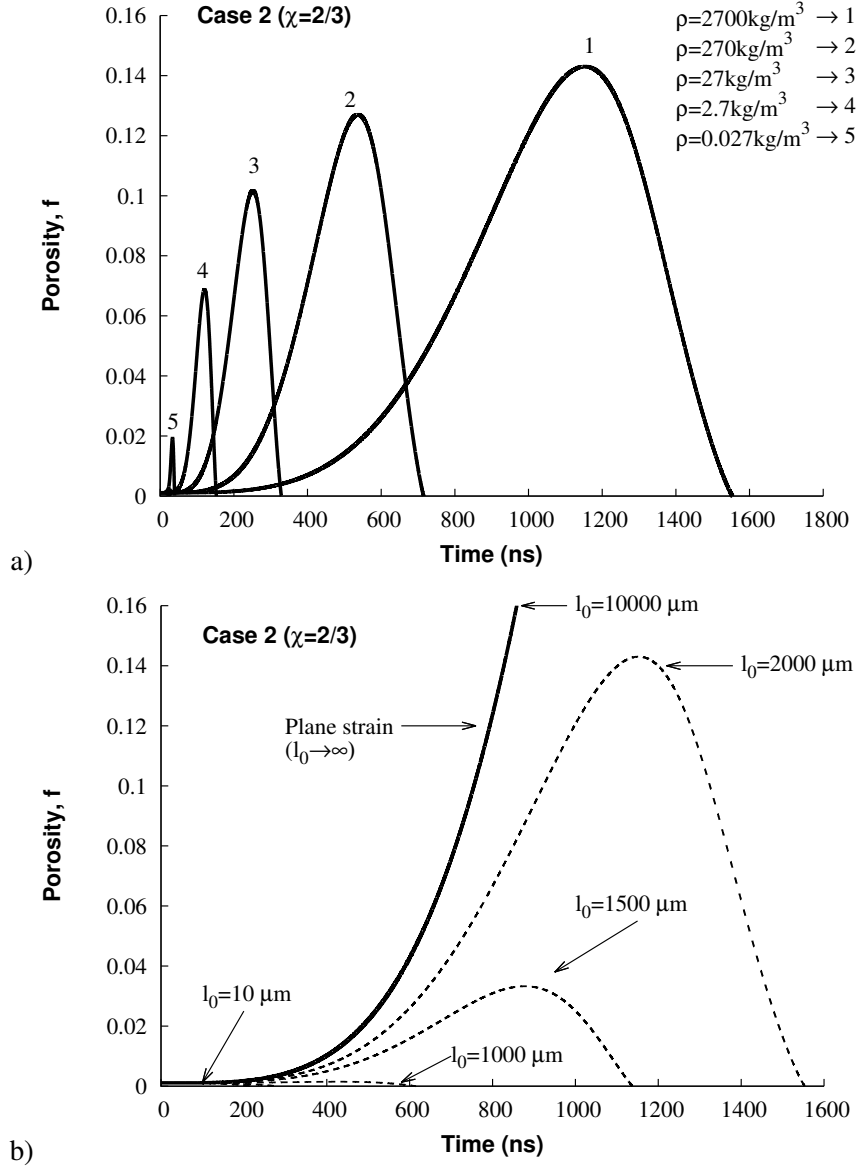 Case 2 (χ=2/3)
ρ=2700kg/m³ → 1
ρ=270kg/m³ → 2
ρ=27kg/m³ → 3
ρ=2.7kg/m³ → 4
ρ=0.027kg/m³ → 5
0.16
0.14
0.12
0.1
0.08
0.06
0.04
0.02
0
Porosity, f
1
2
3
4
5
0 200 400 600 800 1000 1200 1400 1600 1800
Time (ns)
a)
Case 2 (χ=2/3)
0.16
0.14
0.12
0.1
0.08
0.06
0.04
0.02
0
Porosity, f
l₀=10000 µm
l₀=2000 µm
Plane strain
(l₀→∞)
l₀=1500 µm
l₀=10 µm
l₀=1000 µm
0 200 400 600 800 1000 1200 1400 1600
Time (ns)
b)